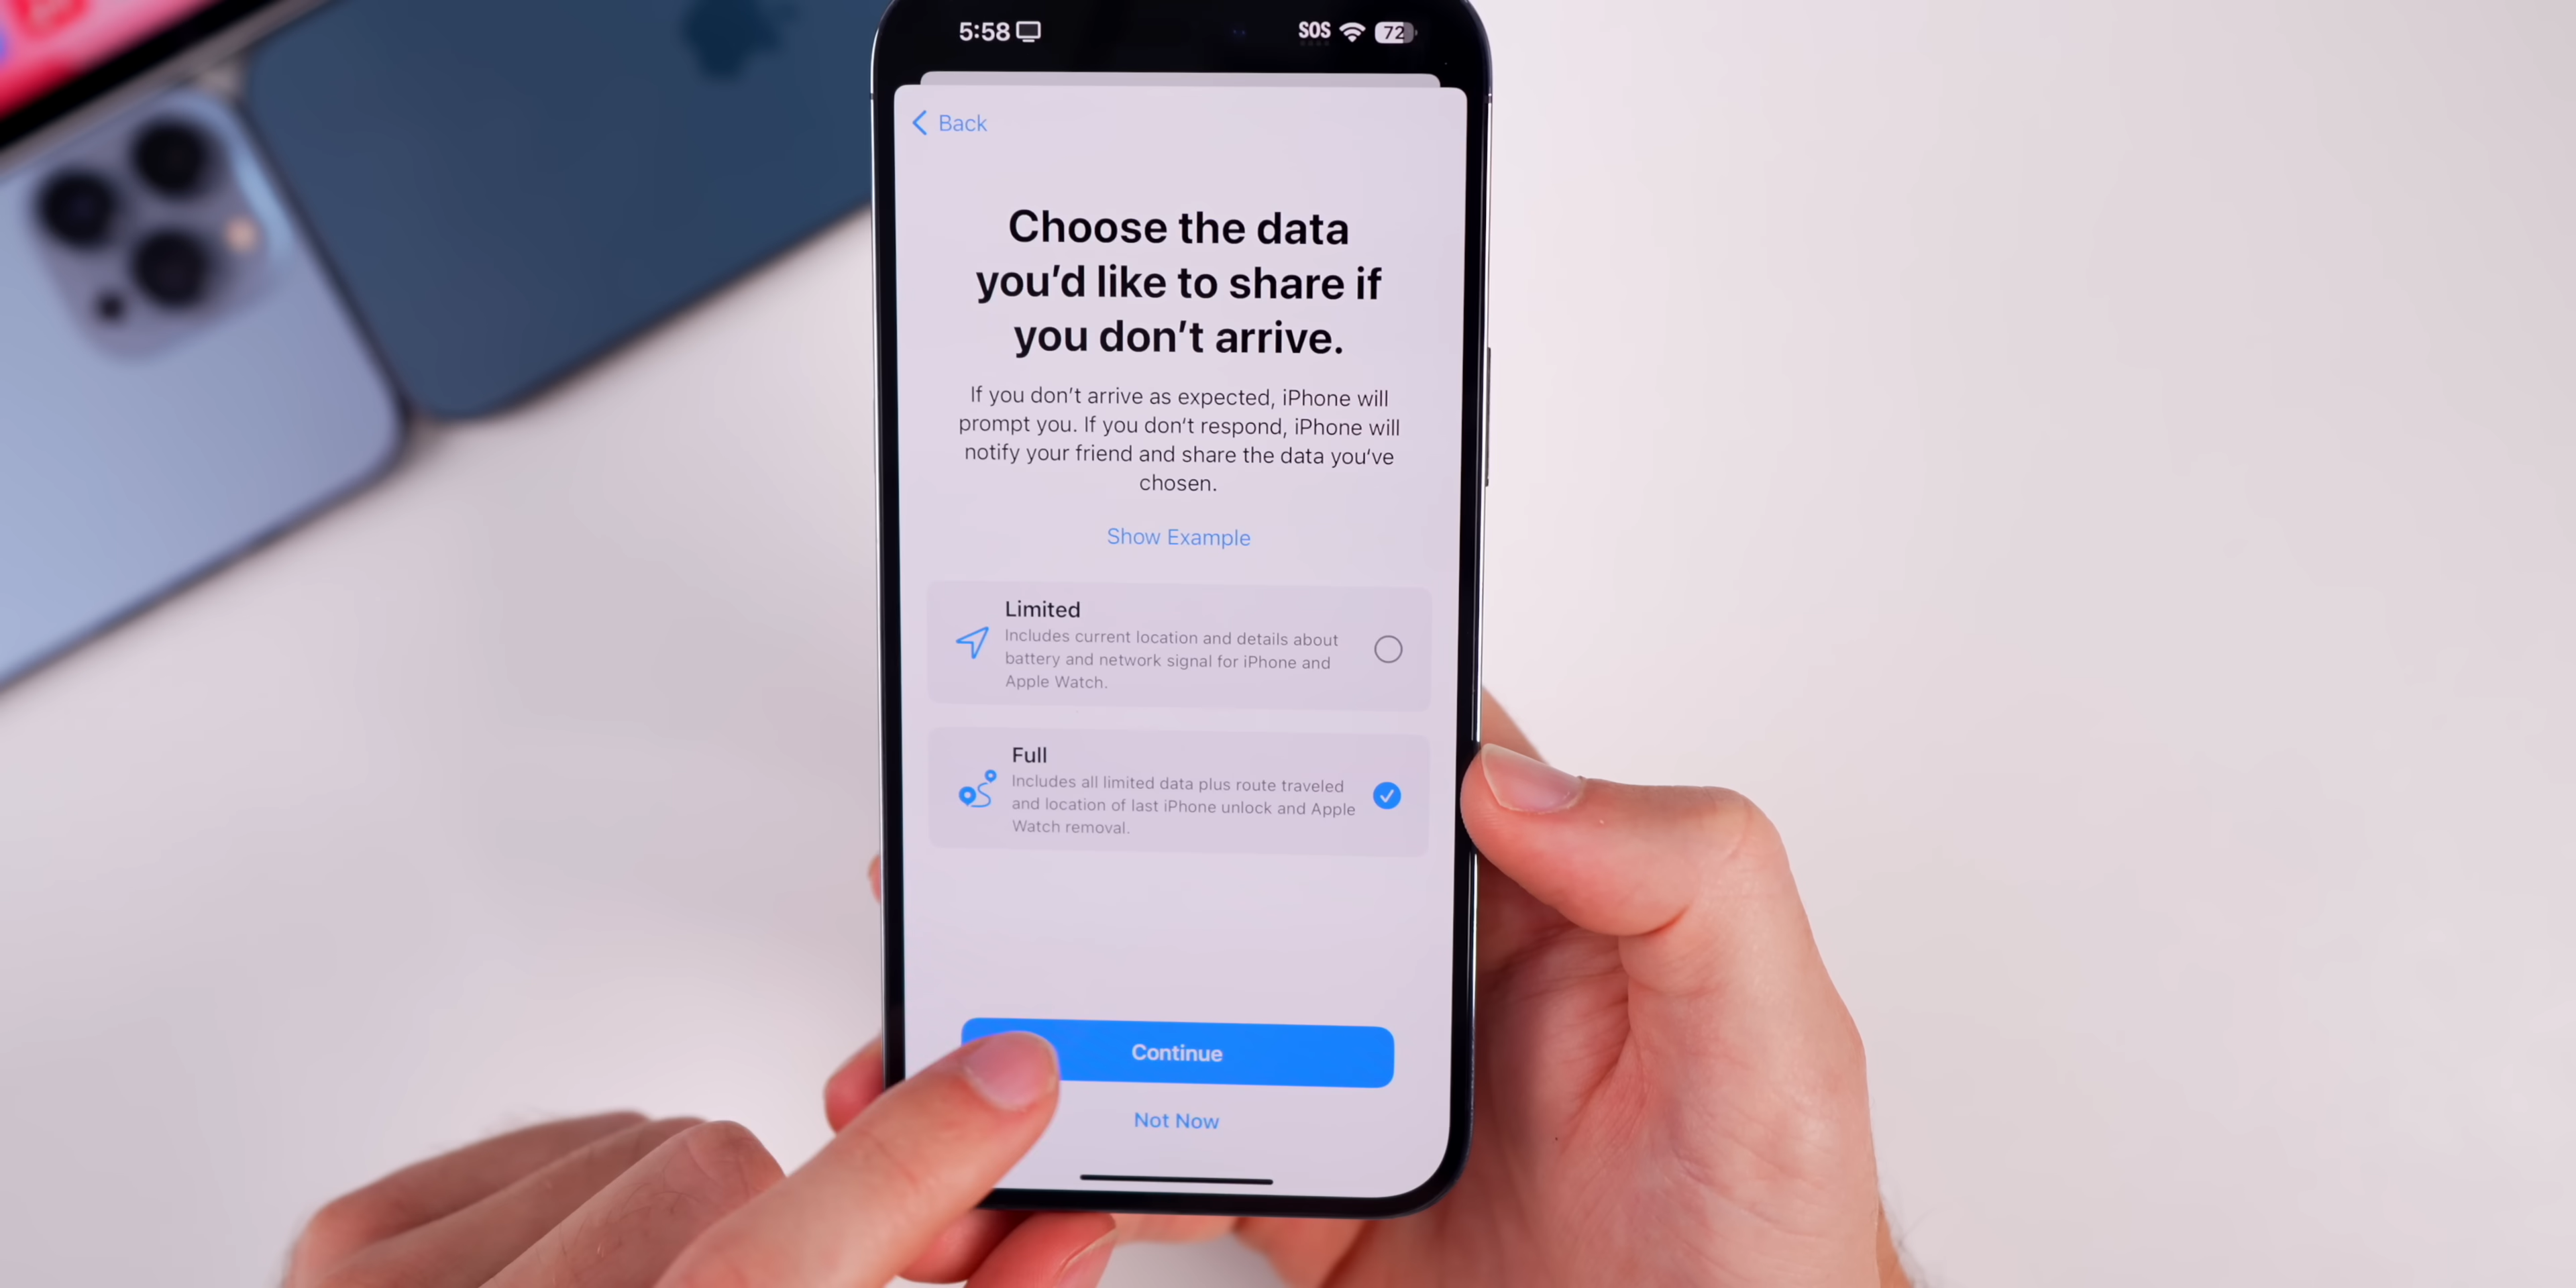 5:58
SOS
72
Back
Choose the data
you’d like to share if
you don’t arrive.
If you don’t arrive as expected, iPhone will
prompt you. If you don’t respond, iPhone will
notify your friend and share the data you’ve
chosen.
Show Example
Limited
Includes current location and details about
battery and network signal for iPhone and
Apple Watch.
Full
Includes all limited data plus route traveled
and location of last iPhone unlock and Apple
Watch removal.
Continue
Not Now